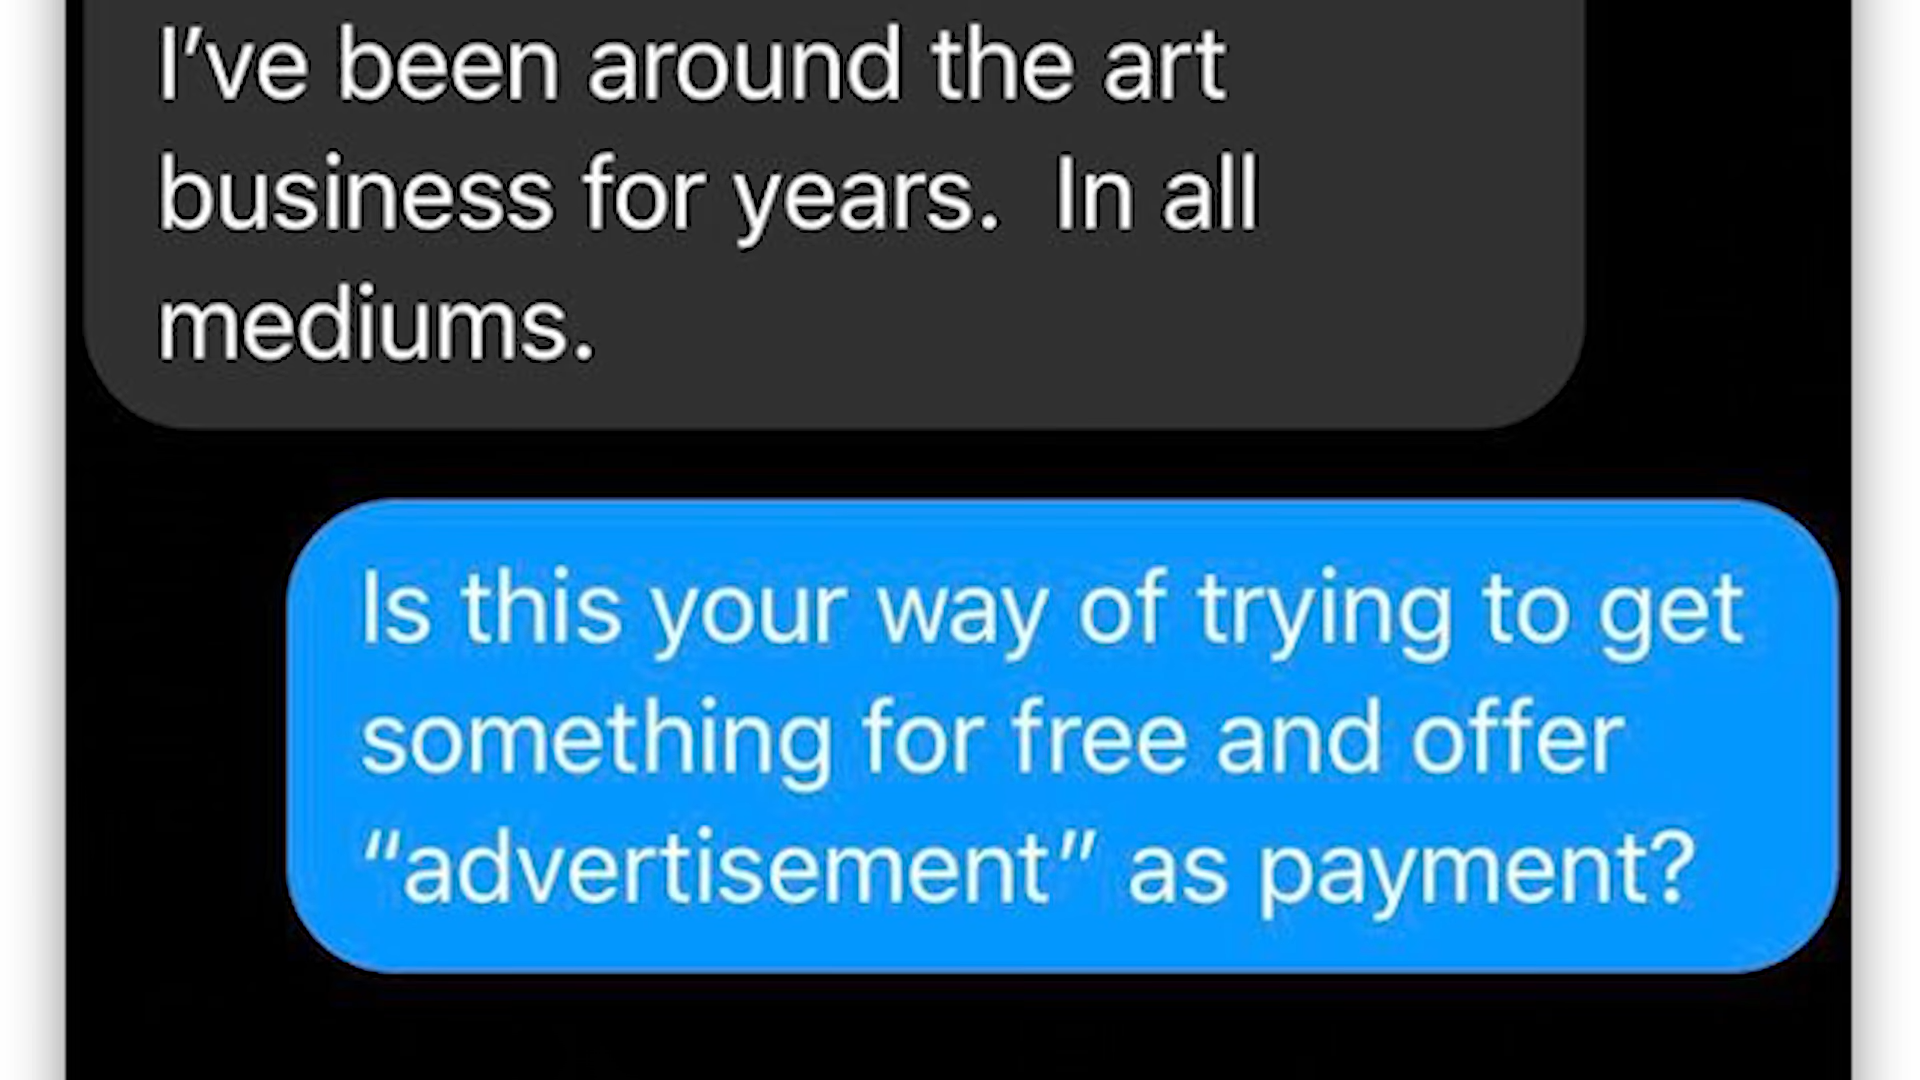 I’ve been around the art
business for years.  In all
mediums.
Is this your way of trying to get
something for free and offer
“advertisement” as payment?